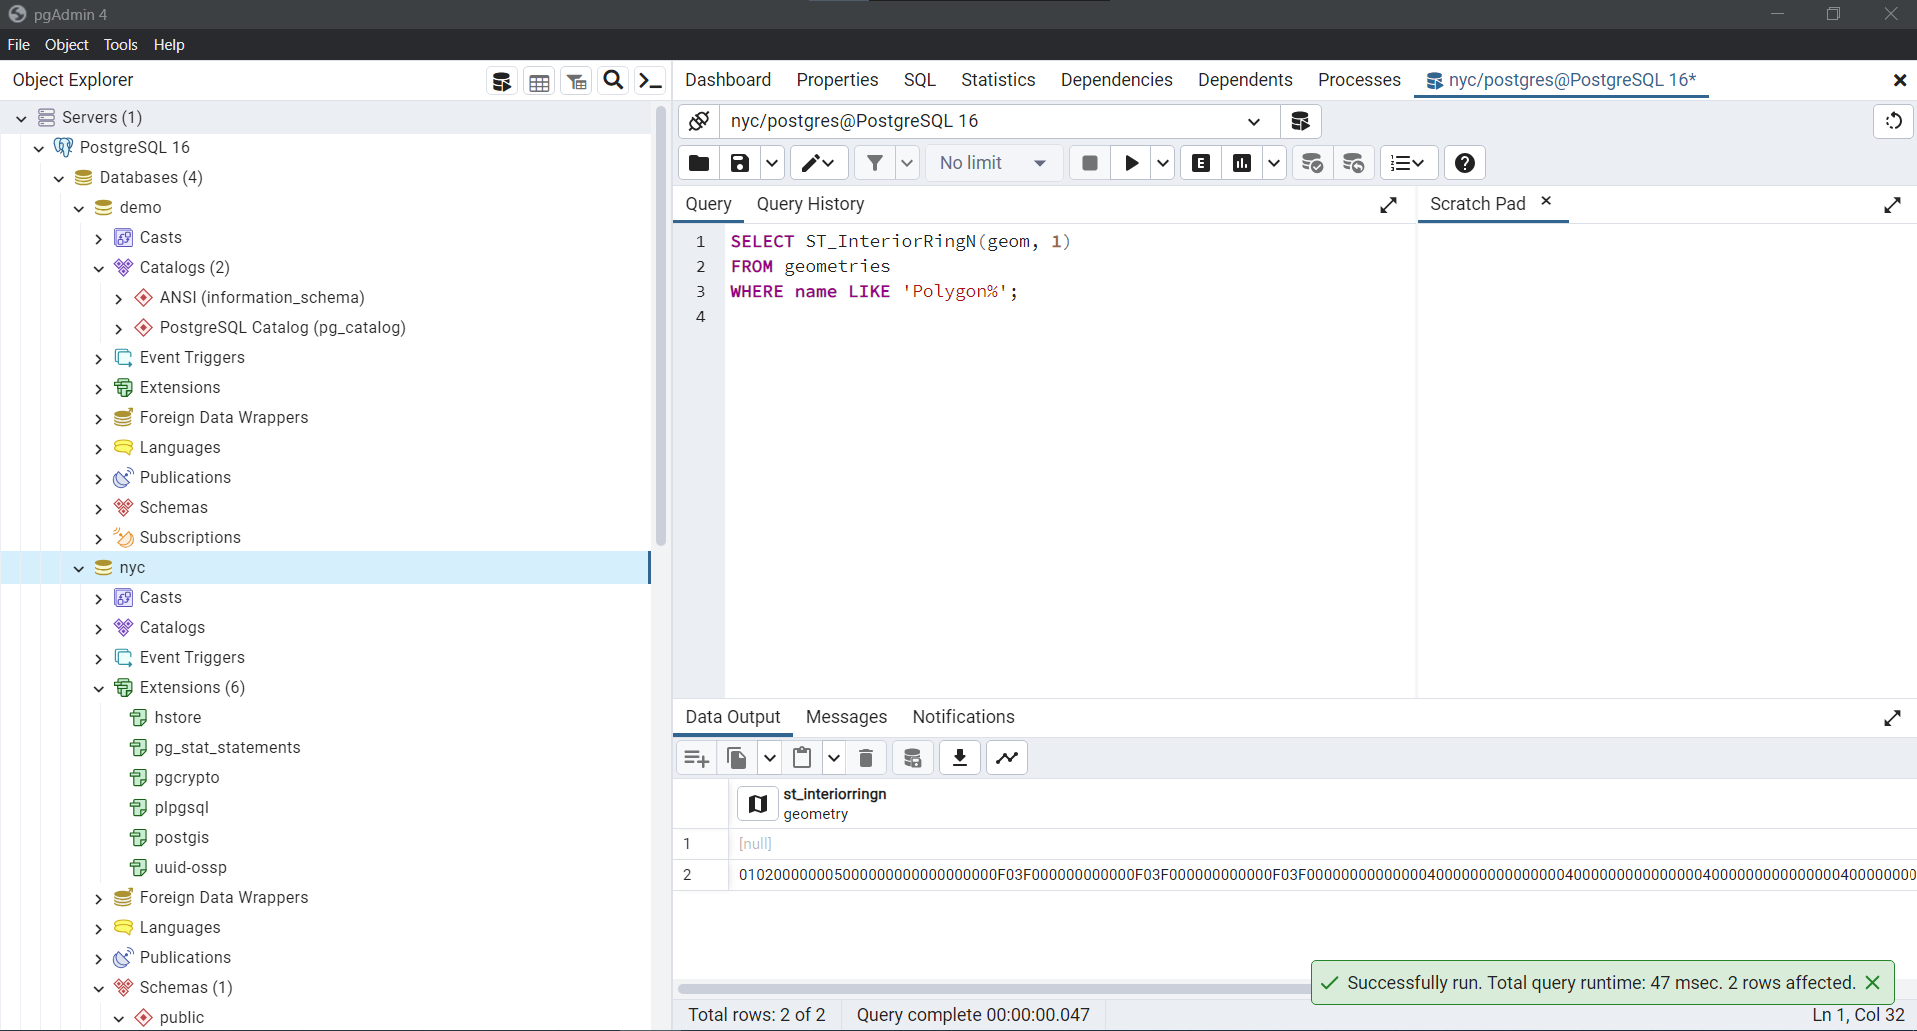 pgAdmin 4
File Object Tools Help
Object Explorer
Servers (1)
PostgreSQL 16
Databases (4)
demo
Casts
Catalogs (2)
ANSI (information_schema)
PostgreSQL Catalog (pg_catalog)
Event Triggers
Extensions
Foreign Data Wrappers
Languages
Publications
Schemas
Subscriptions
nyc
Casts
Catalogs
Event Triggers
Extensions (6)
hstore
pg_stat_statements
pgcrypto
plpgsql
postgis
uuid-ossp
Foreign Data Wrappers
Languages
Publications
Schemas (1)
public
Dashboard Properties SQL Statistics Dependencies Dependents Processes nyc/postgres@PostgreSQL 16*
nyc/postgres@PostgreSQL 16
No limit E
Query Query History Scratch Pad
1 SELECT ST_InteriorRingN(geom, 1)
2 FROM geometries
3 WHERE name LIKE 'Polygon%';
4
Data Output Messages Notifications
st_interiorringn
geometry
1 [null]
2
Successfully run. Total query runtime: 47 msec. 2 rows affected.
Total rows: 2 of 2 Query complete 00:00:00.047 Ln 1, Col 32